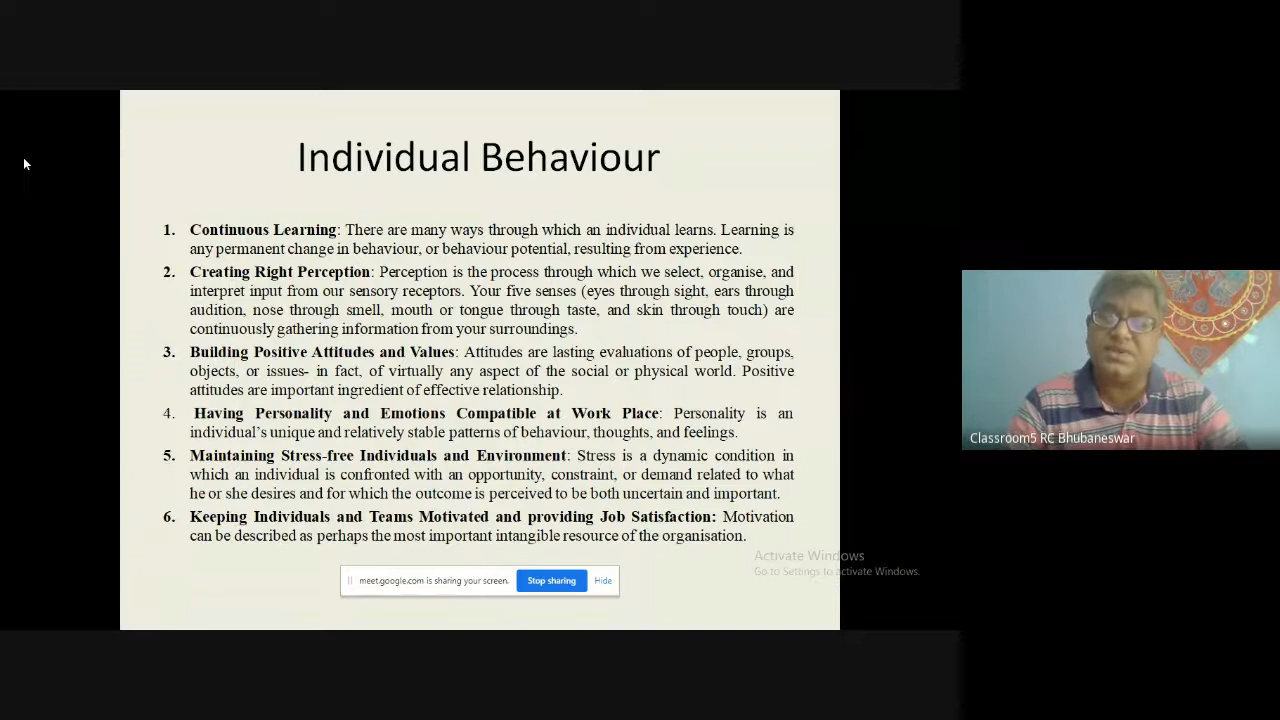 Individual Behaviour
1. Continuous Learning: There are many ways through which an individual learns. Learning is
any permanent change in behaviour, or behaviour potential, resulting from experience.
2. Creating Right Perception: Perception is the process through which we select, organise, and
interpret input from our sensory receptors. Your five senses (eyes through sight, ears through
audition, nose through smell, mouth or tongue through taste, and skin through touch) are
continuously gathering information from your surroundings.
3. Building Positive Attitudes and Values: Attitudes are lasting evaluations of people, groups,
objects, or issues- in fact, of virtually any aspect of the social or physical world. Positive
attitudes are important ingredient of effective relationship.
4. Having Personality and Emotions Compatible at Work Place: Personality is an
individual's unique and relatively stable patterns of behaviour, thoughts, and feelings.
5. Maintaining Stress-free Individuals and Environment: Stress is a dynamic condition in
which an individual is confronted with an opportunity, constraint, or demand related to what
he or she desires and for which the outcome is perceived to be both uncertain and important.
6. Keeping Individuals and Teams Motivated and providing Job Satisfaction: Motivation
can be described as perhaps the most important intangible resource of the organisation.
meet.google.com is sharing your screen. Stop sharing Hide
Activate Windows
Go to Settings to activate Windows.
Classroom5 RC Bhubaneswar